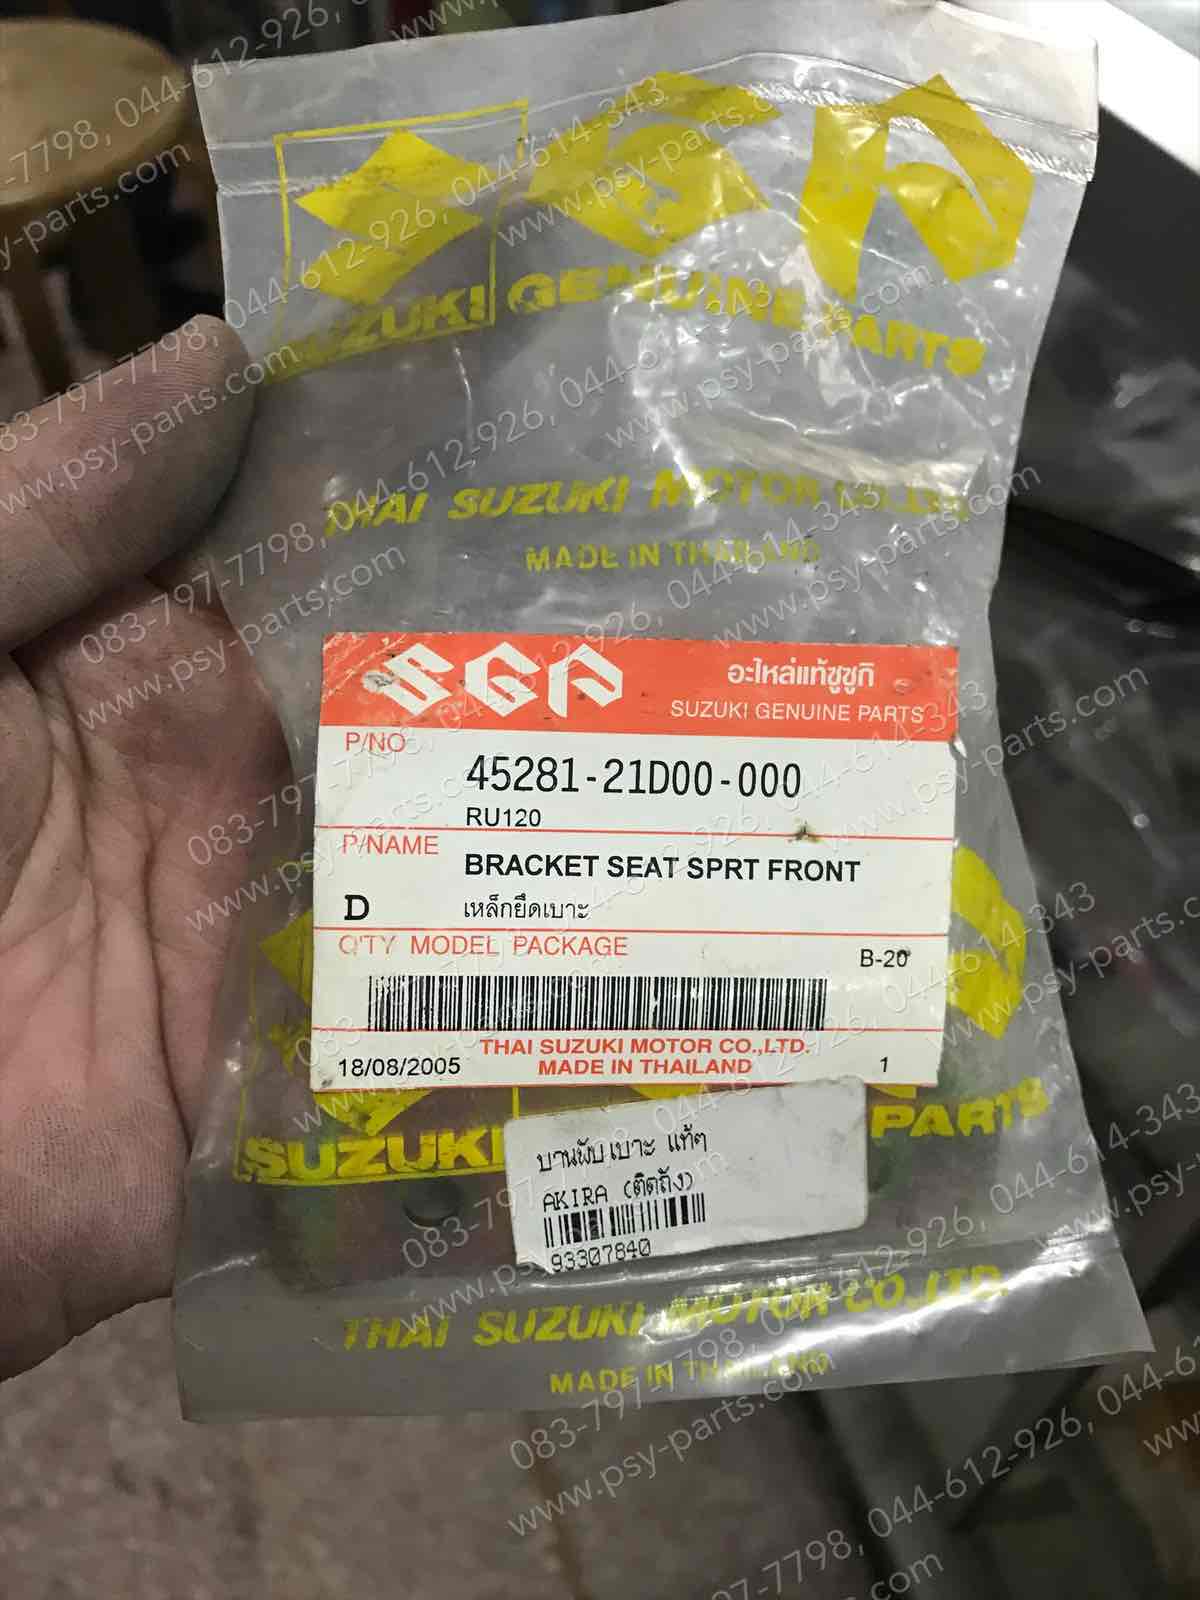 SUZUKI GENUINE PARTS
THAI SUZUKI MOTOR CO.,LTD.
MADE IN THAILAND
SGP
อะไหล่แท้ซูซูกิ
SUZUKI GENUINE PARTS
P/NO
45281-21D00-000
RU120
P/NAME
BRACKET SEAT SPRT FRONT
D
เหล็กยึดเบาะ
Q'TY MODEL PACKAGE
B-20
THAI SUZUKI MOTOR CO.,LTD.
18/08/2005
MADE IN THAILAND
1
SUZUKI
PARTS
บานพับเบาะ แท้ๆ
AKIRA (ติดถัง)
93307840
THAI SUZUKI MOTOR CO.,LTD.
MADE IN THAILAND
083-797-7798, 044-612-926, 044-614-343
www.psy-parts.com